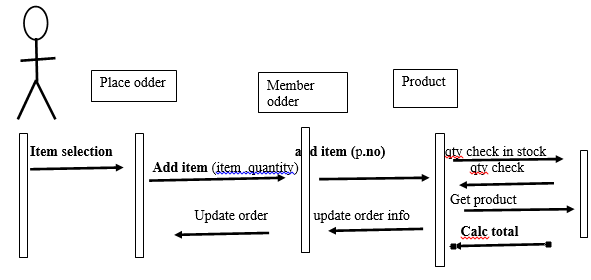 Place odder
Member
odder
Product
Item selection
Add item (item ,quantity)
add item (p.no)
qty check in stock
qty check
Get product
Update order
update order info
Calc total